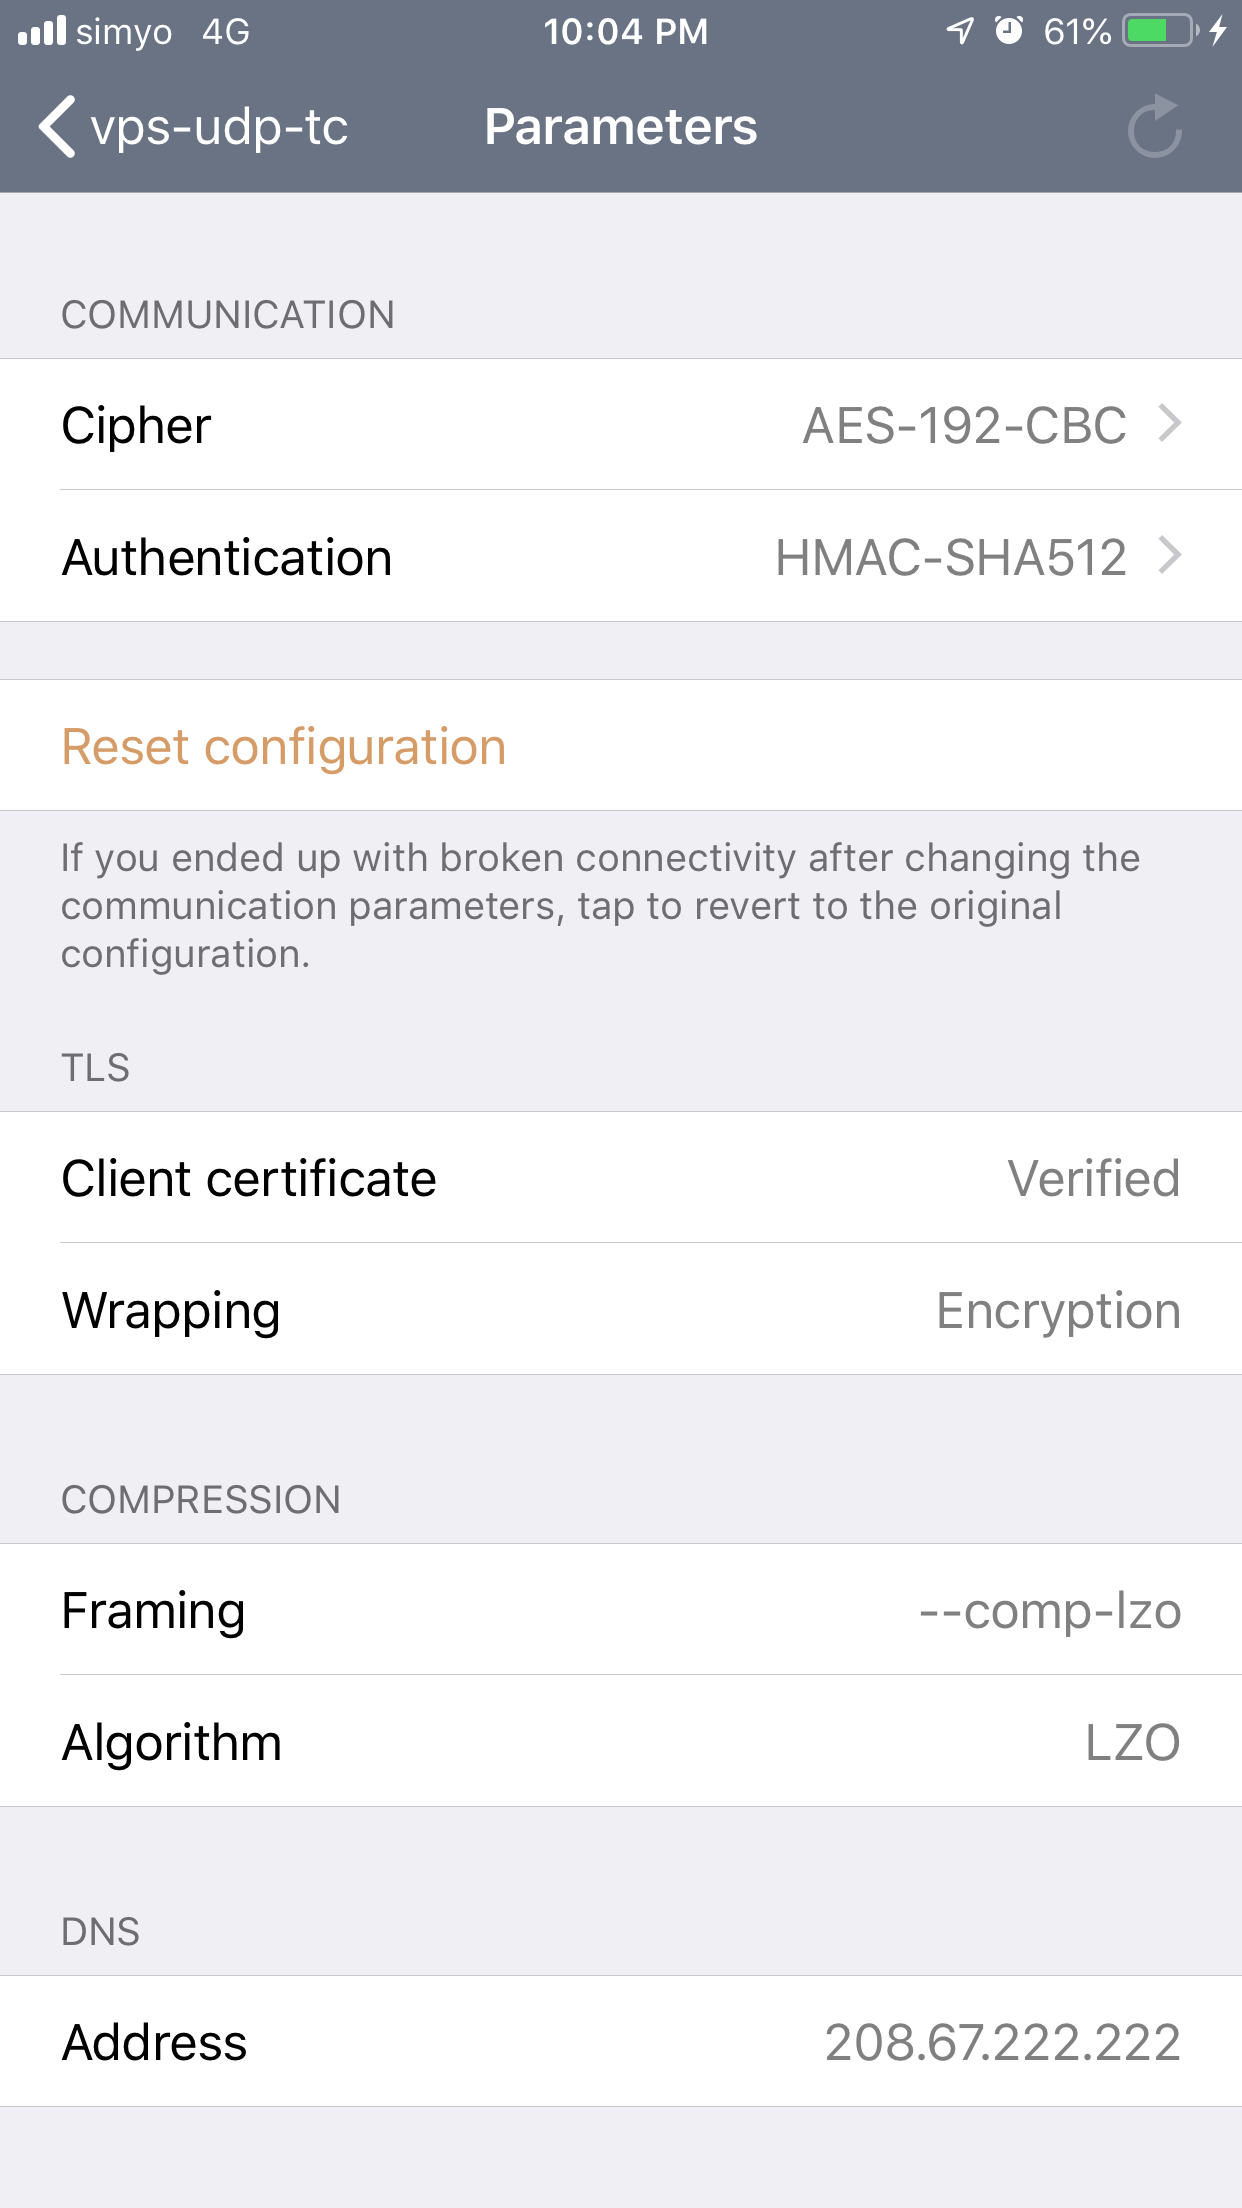 simyo 4G 10:04 PM 61%
vps-udp-tc Parameters
COMMUNICATION
Cipher AES-192-CBC
Authentication HMAC-SHA512
Reset configuration
If you ended up with broken connectivity after changing the
communication parameters, tap to revert to the original
configuration.
TLS
Client certificate Verified
Wrapping Encryption
COMPRESSION
Framing --comp-lzo
Algorithm LZO
DNS
Address 208.67.222.222